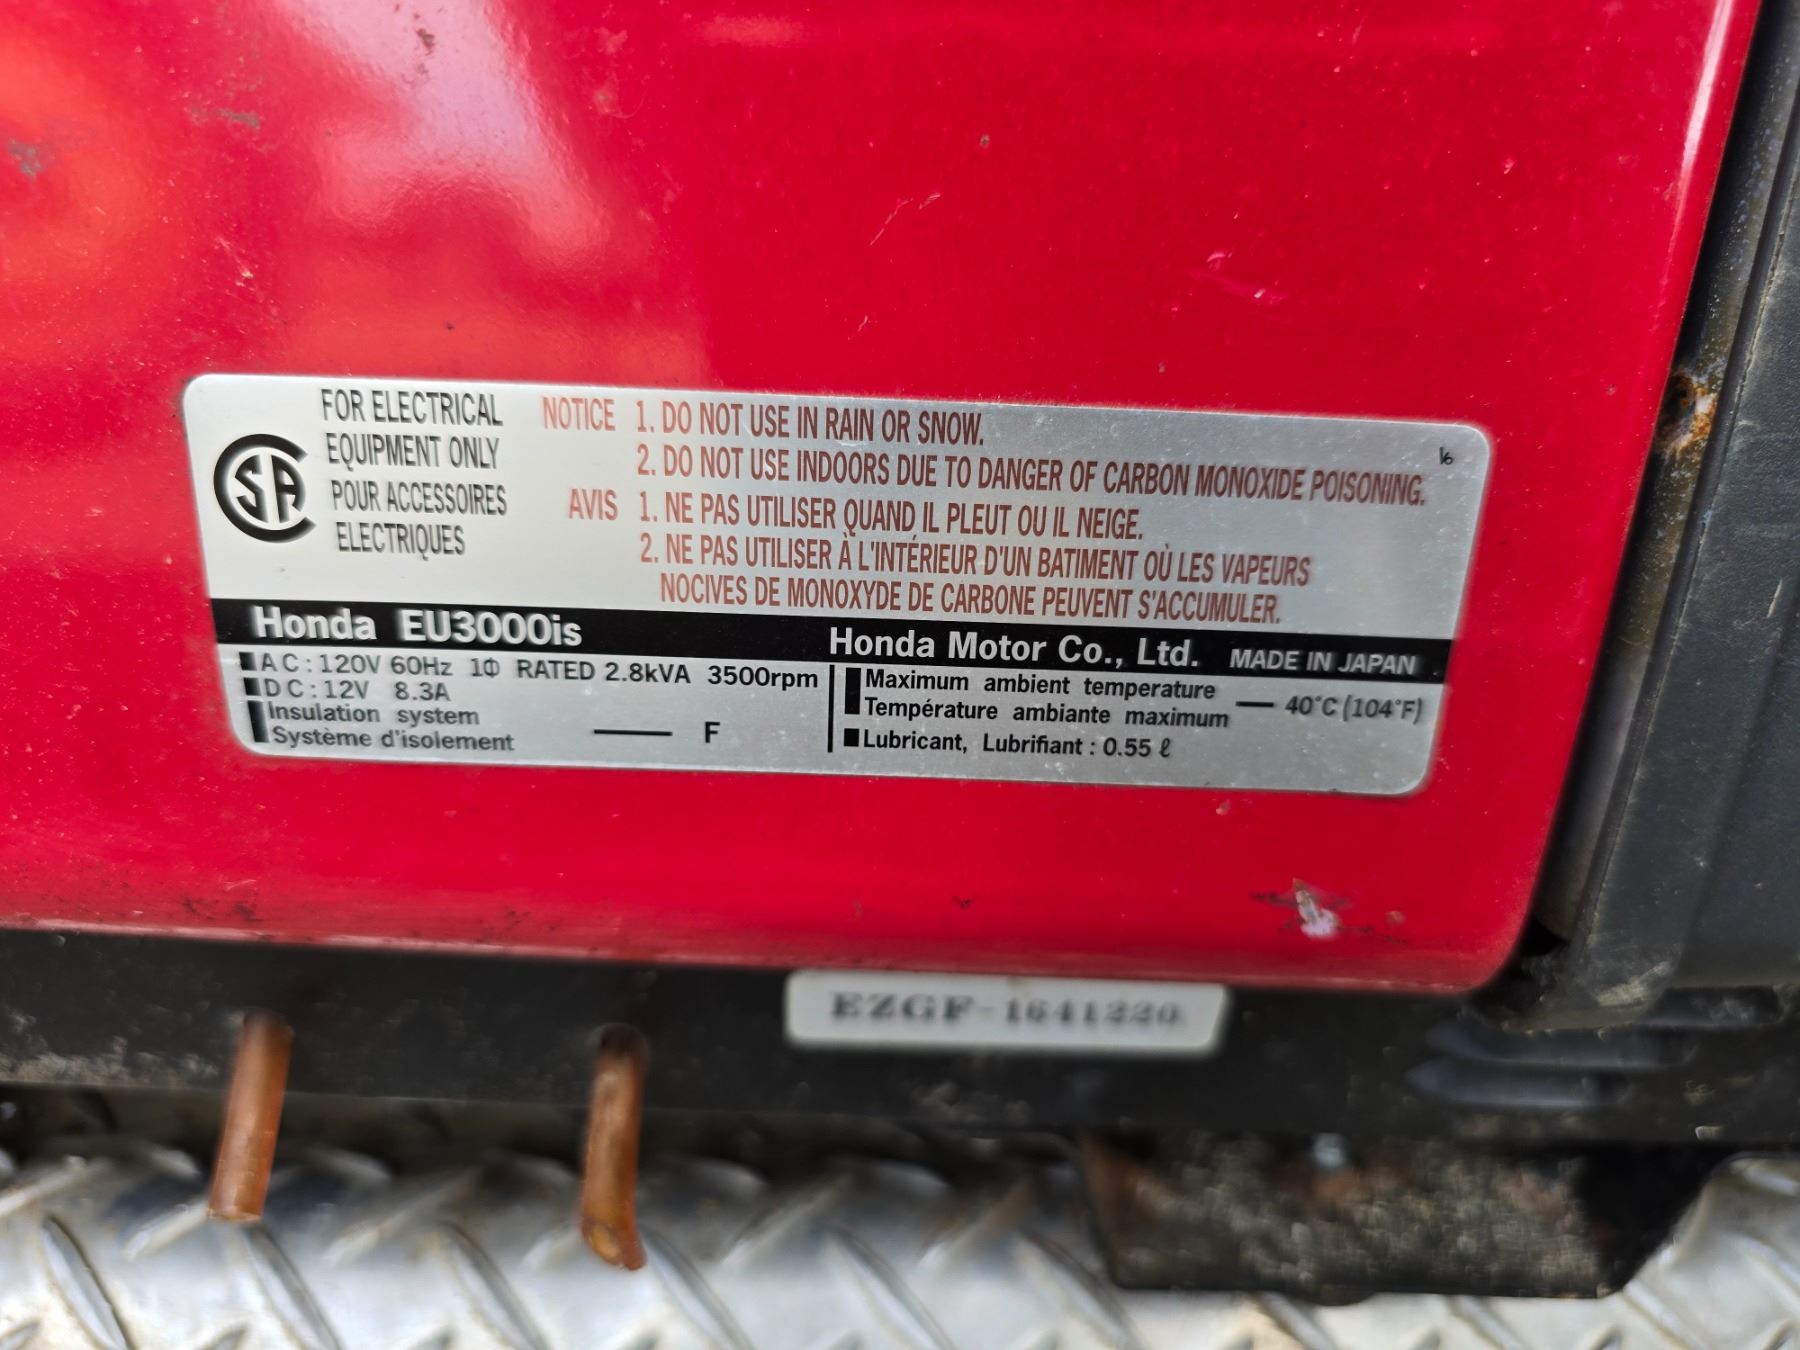 FOR ELECTRICAL
EQUIPMENT ONLY
POUR ACCESSOIRES
ELECTRIQUES
SA
NOTICE 1. DO NOT USE IN RAIN OR SNOW.
2. DO NOT USE INDOORS DUE TO DANGER OF CARBON MONOXIDE POISONING.
AVIS 1. NE PAS UTILISER QUAND IL PLEUT OU IL NEIGE.
2. NE PAS UTILISER À L'INTÉRIEUR D'UN BATIMENT OÙ LES VAPEURS
NOCIVES DE MONOXYDE DE CARBONE PEUVENT S'ACCUMULER.
16
Honda EU3000is
Honda Motor Co., Ltd. MADE IN JAPAN
AC : 120V 60Hz 1Φ RATED 2.8kVA 3500rpm
DC : 12V 8.3A
Insulation system
Système d'isolement — F
Maximum ambient temperature
Température ambiante maximum — 40°C (104°F)
Lubricant, Lubrifiant : 0.55 ℓ
EZGF-1641220